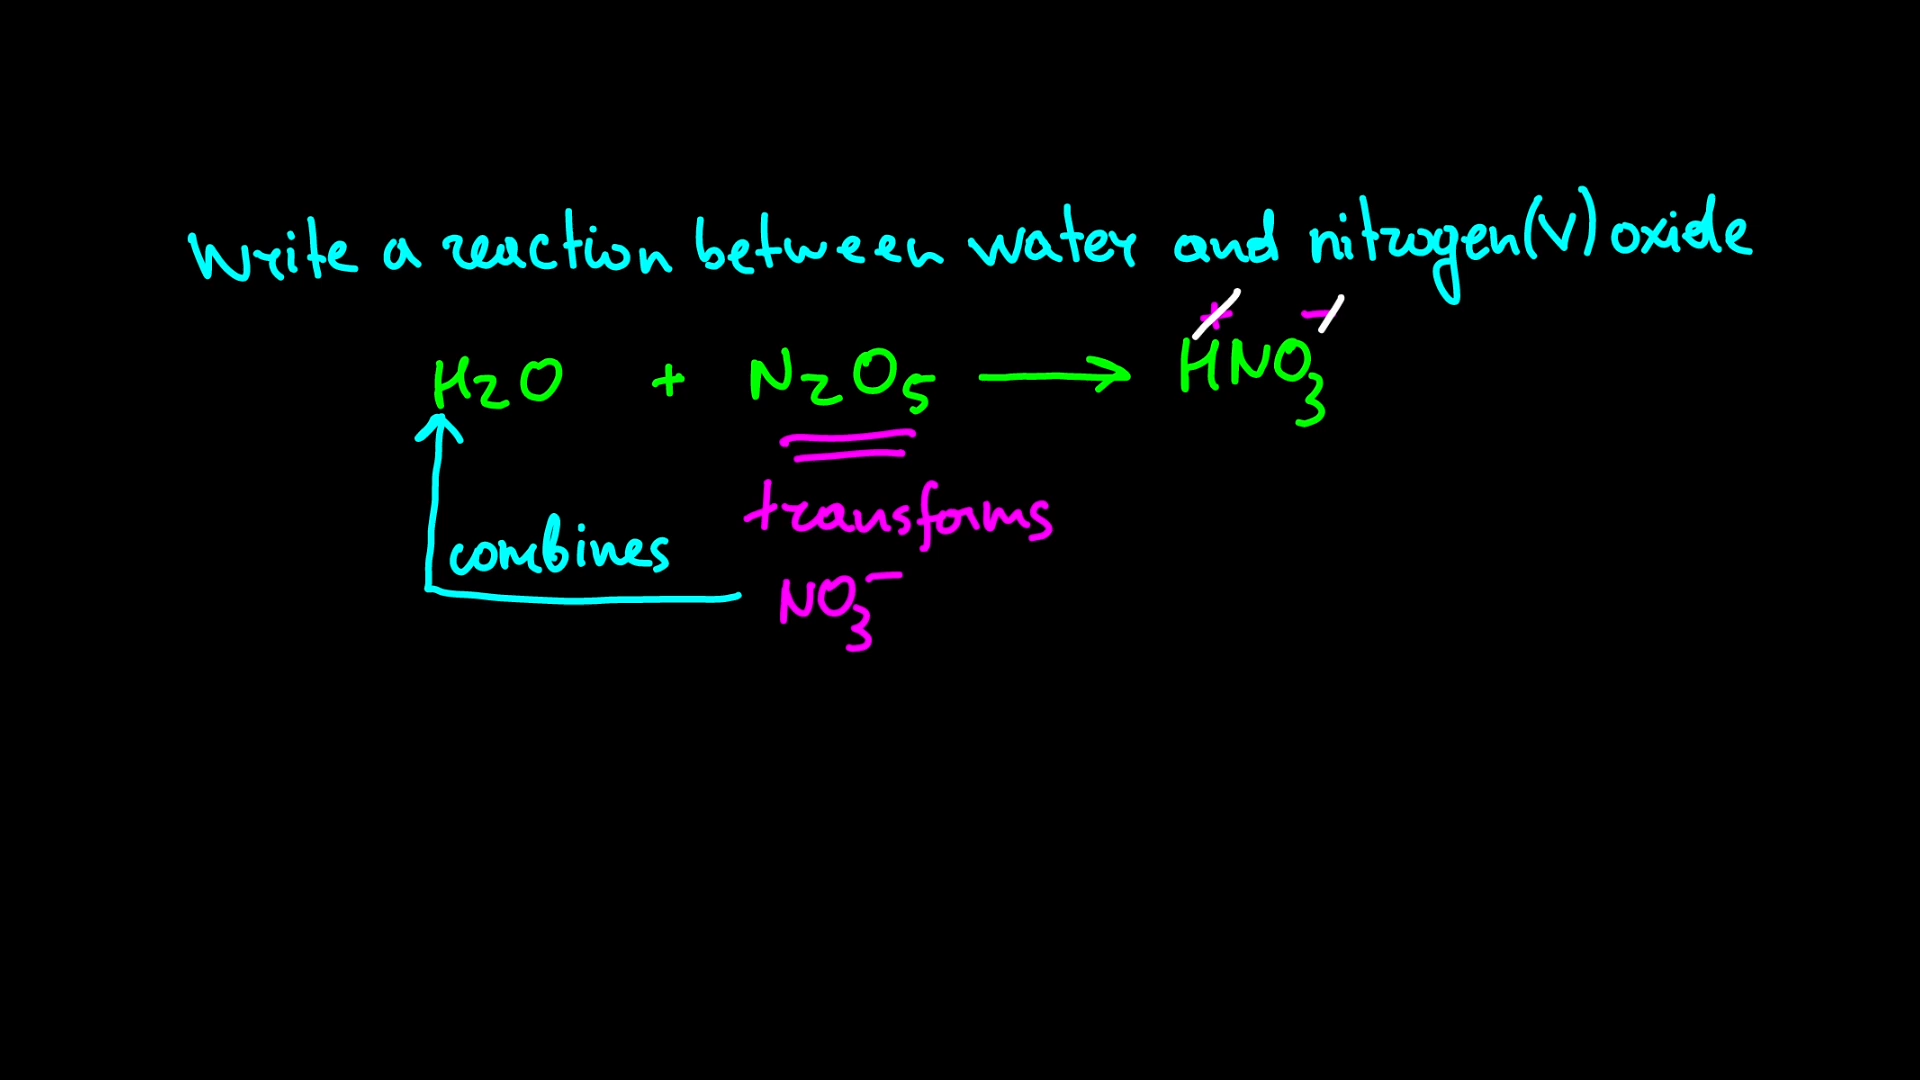 Write a reaction between water and nitrogen(V) oxide
+ −
H2O + N2O5 → HNO3
transforms
combines
NO3−